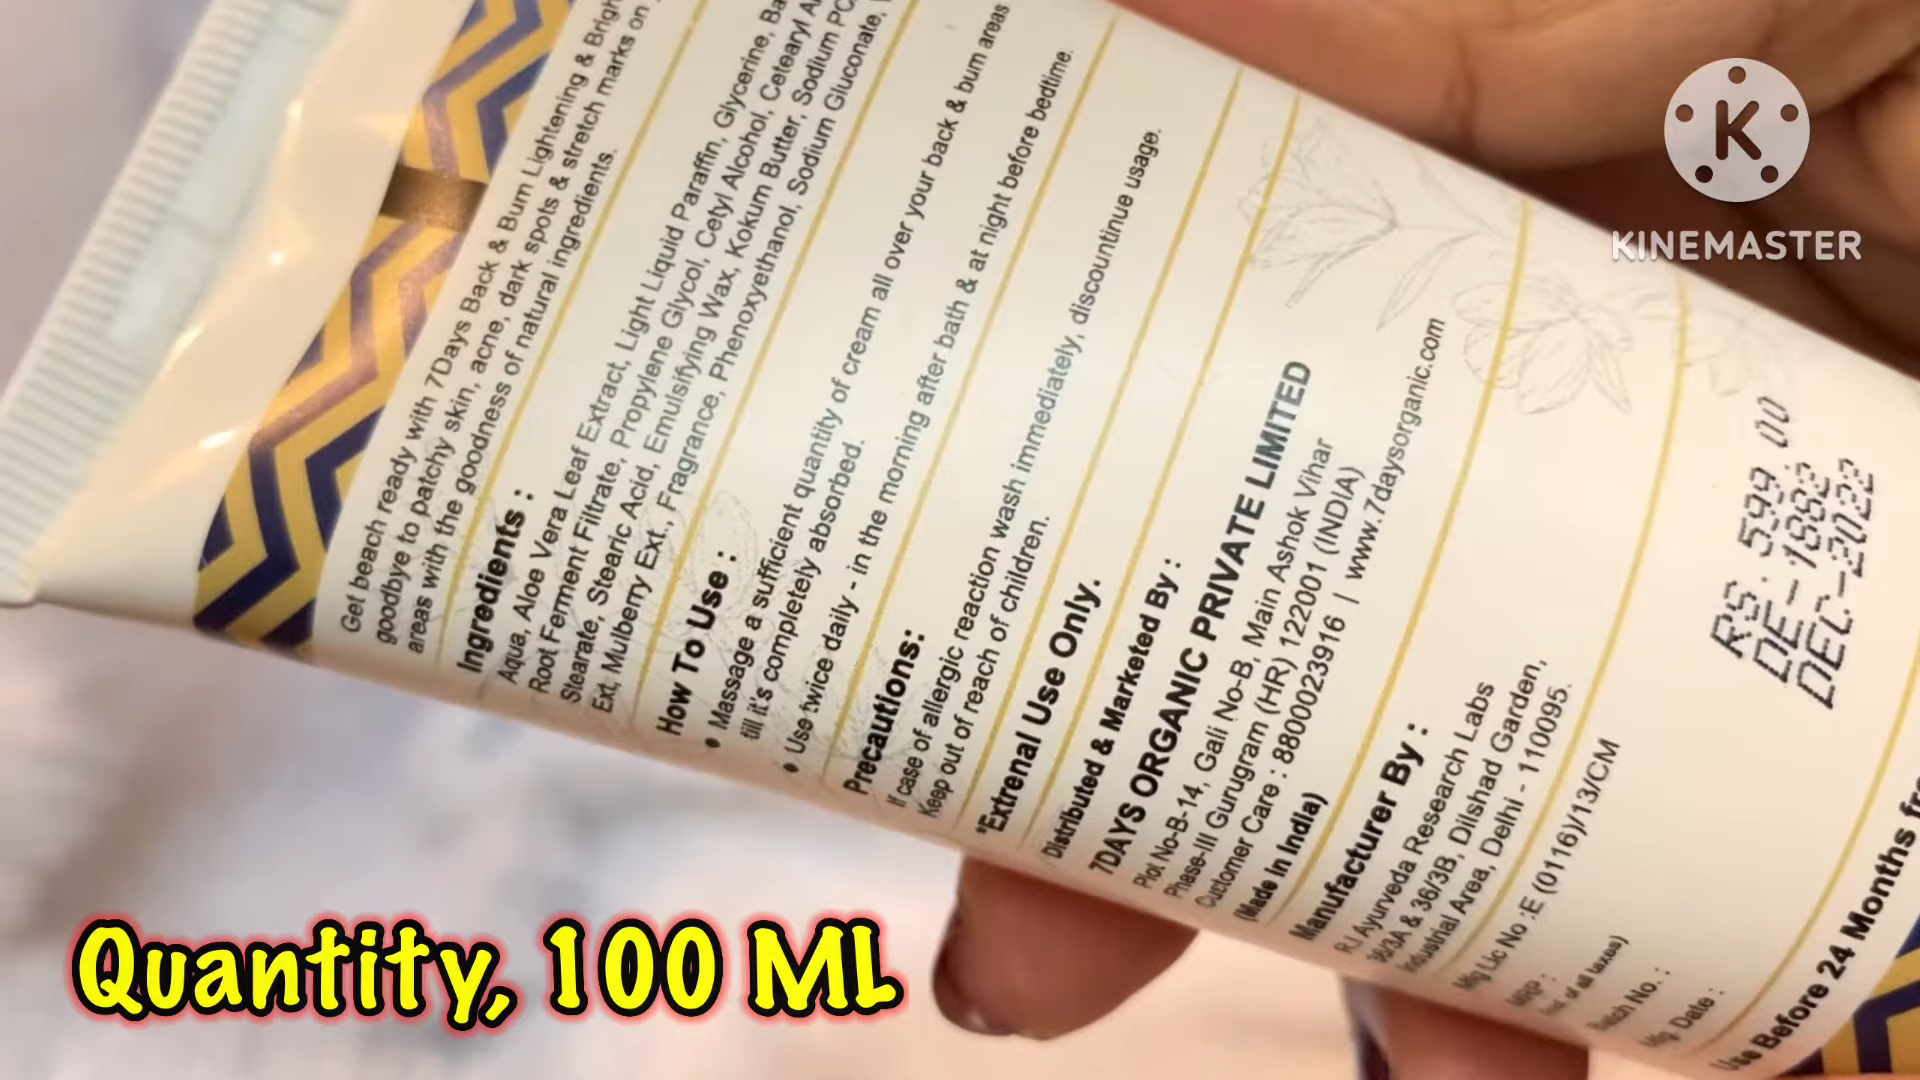 Get beach ready with 7Days Back & Bum Lightening &
goodbye to patchy skin, acne, dark spots & stretch marks on
areas with the goodness of natural ingredients.
Ingredients :
Aqua, Aloe Vera Leaf Extract, Light Liquid Paraffin, Glycerine,
Root Ferment Filtrate, Propylene Glycol, Cetyl Alcohol, Cetearyl
Stearate, Stearic Acid, Emulsifying Wax, Kokum Butter, Sodium
Ext, Mulberry Ext., Fragrance, Phenoxyethanol, Sodium Gluconate,
How To Use :
• Massage a sufficient quantity of cream all over your back & bum areas
till it's completely absorbed.
• Use twice daily - in the morning after bath & at night before bedtime.
Precautions:
If case of allergic reaction wash immediately, discountinue usage.
Keep out of reach of children.
*Extrenal Use Only.
Distributed & Marketed By :
7DAYS ORGANIC PRIVATE LIMITED
Plot No-B-14, Gali No-B, Main Ashok Vihar
Phase-III Gurugram (HR) 122001 (INDIA)
Customer Care : 8800023916 | www.7daysorganic.com
(Made In India)
Manufacturer By :
RJ Ayurveda Research Labs
36/3A & 36/3B, Dilshad Garden,
Industrial Area, Delhi - 110095.
Mfg Lic No :E (0116)/13/CM
MRP : RS. 599.00
(Incl. of all taxes)
Batch No. : DE-1882
Mfg. Date : DEC-2022
Use Before 24 Months
KINEMASTER
Quantity, 100 ML